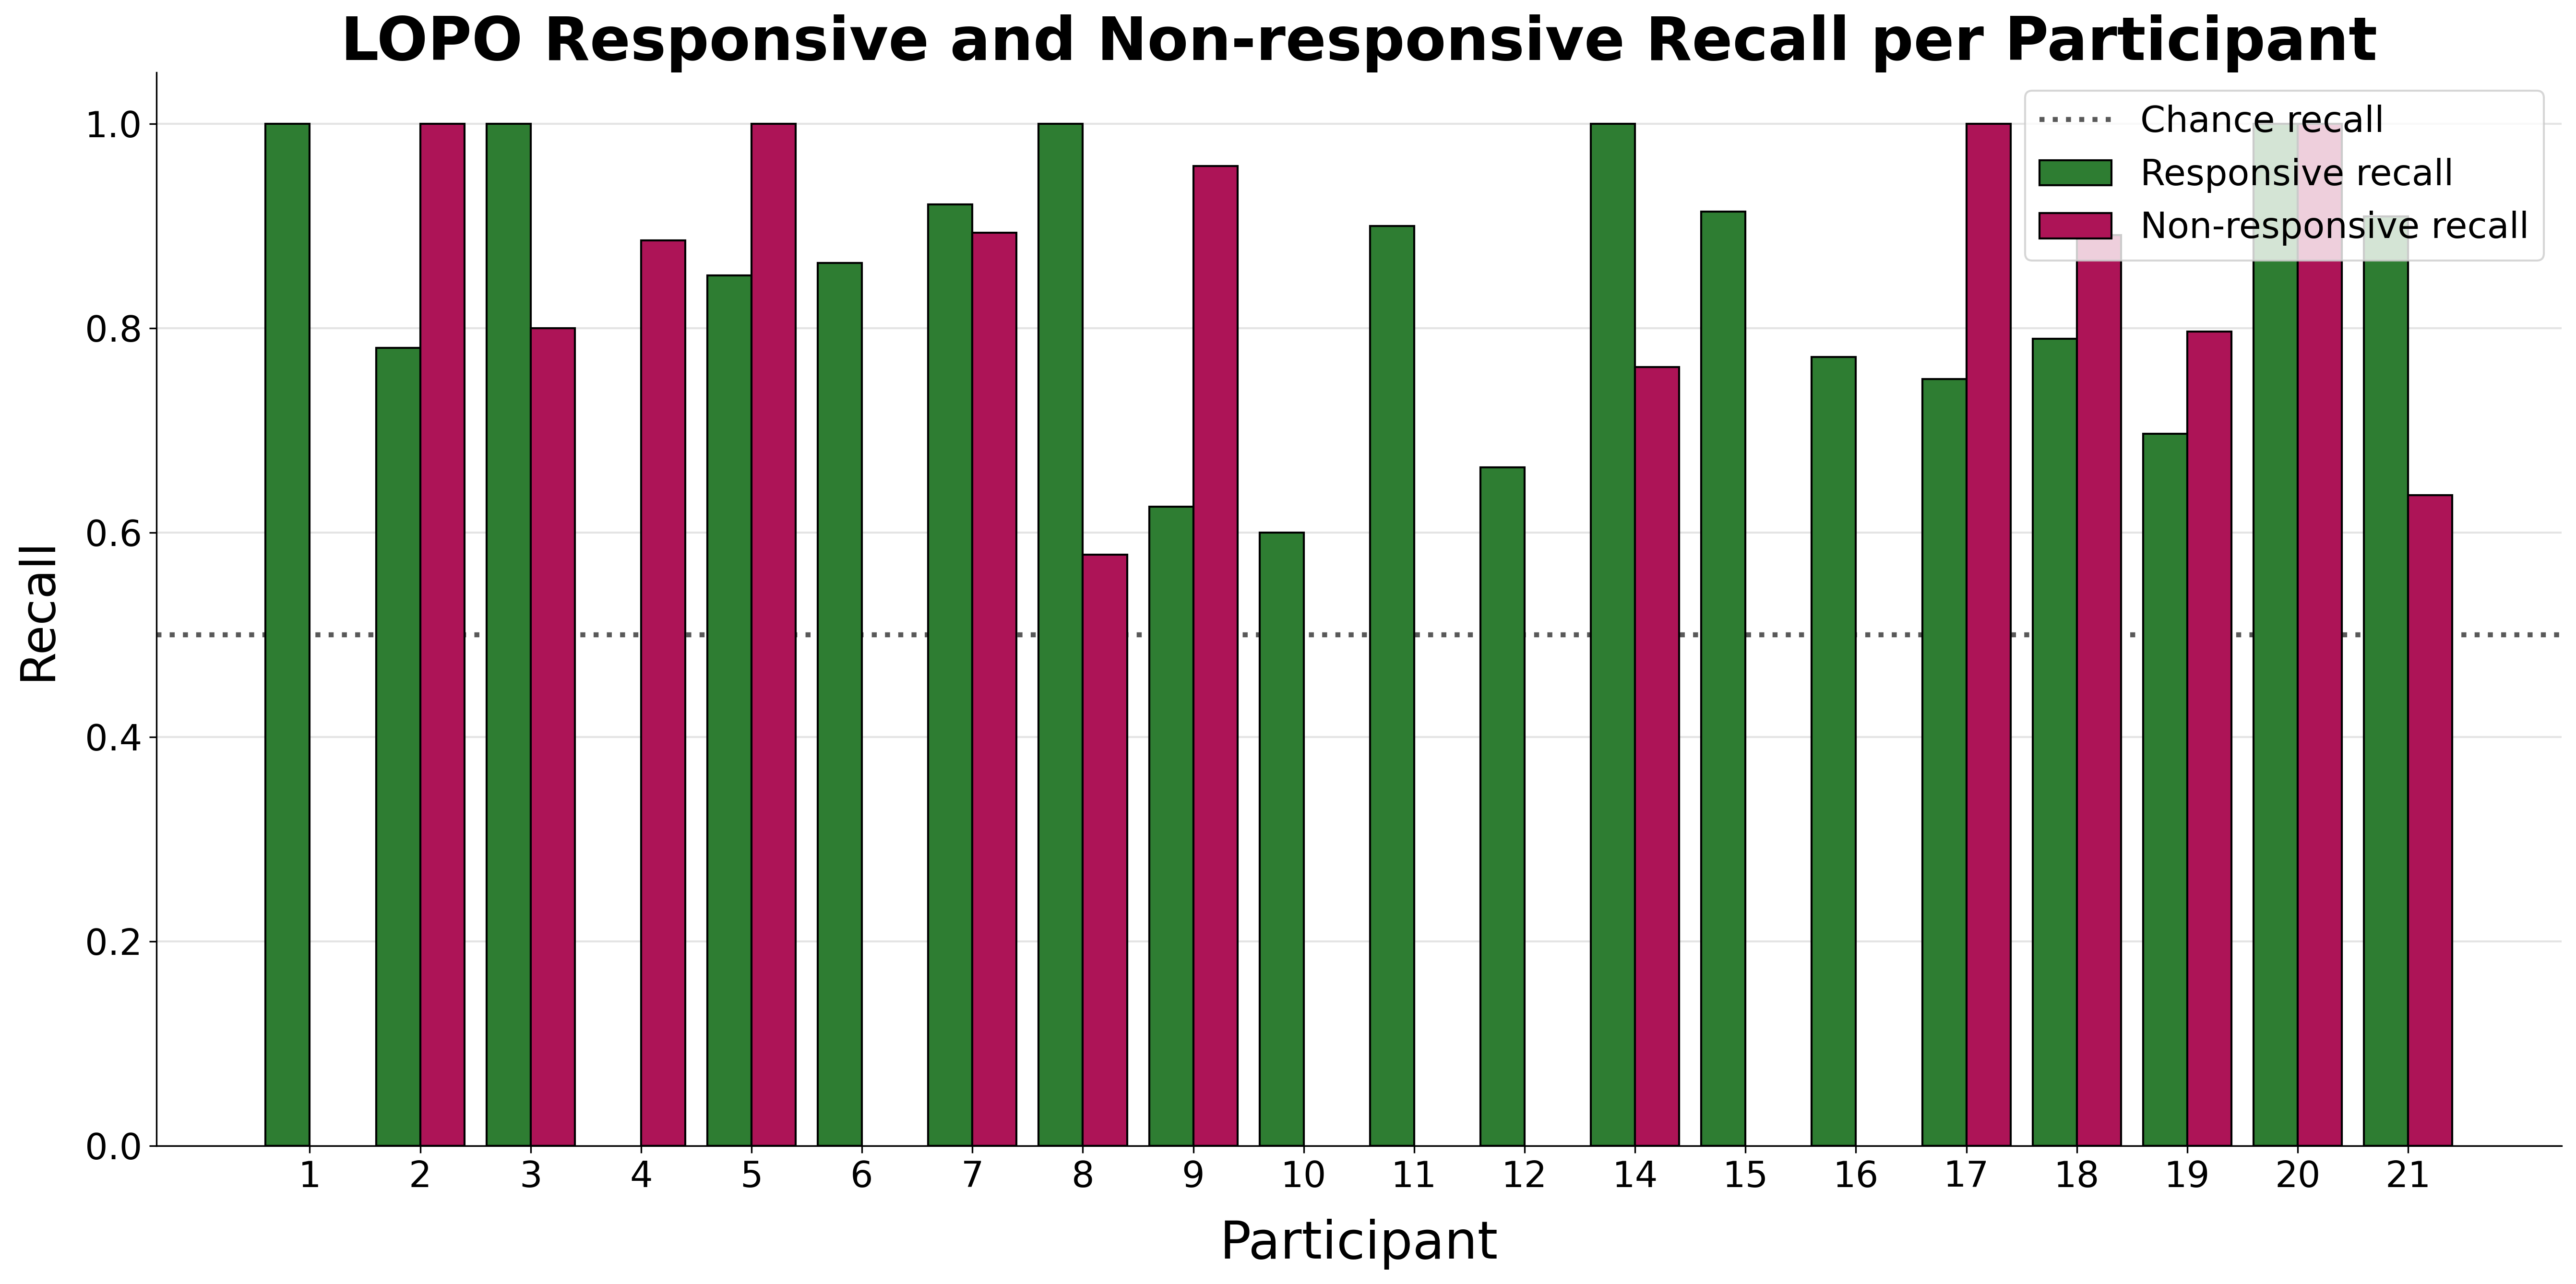 LOPO Responsive and Non-responsive Recall per Participant
Chance recall
Responsive recall
Non-responsive recall
1.0
0.8
0.6
0.4
0.2
0.0
Recall
1 2 3 4 5 6 7 8 9 10 11 12 14 15 16 17 18 19 20 21
Participant